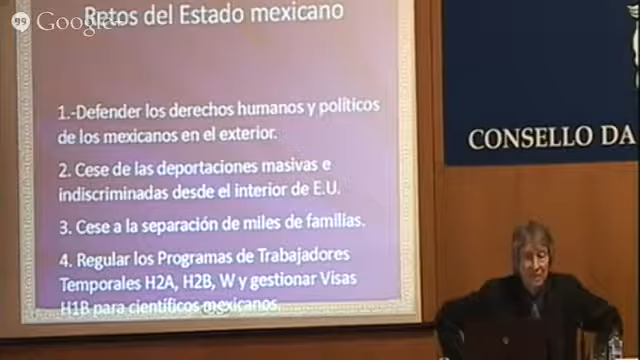 Google+
Retos del Estado mexicano
1.-Defender los derechos humanos y políticos
de los mexicanos en el exterior.
2. Cese de las deportaciones masivas e
indiscriminadas desde el interior de E.U.
3. Cese a la separación de miles de familias.
4. Regular los Programas de Trabajadores
Temporales H2A, H2B, W y gestionar Visas
H1B para científicos mexicanos.
CONSELLO DA